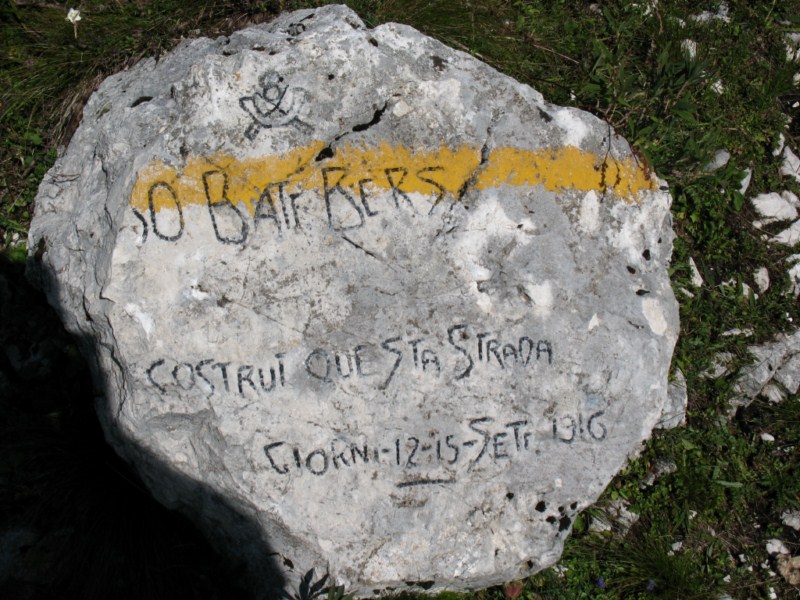 50 BATT BERS
COSTRUI QUESTA STRADA
GIORNI-12-15-SETT. 1916